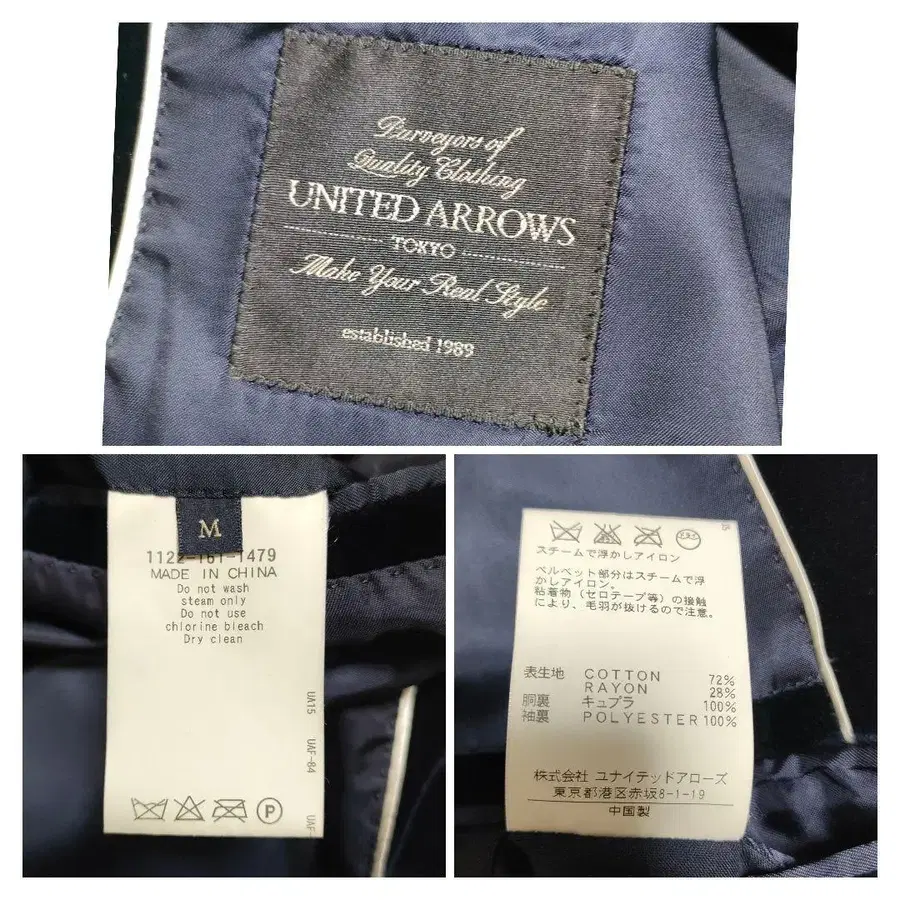 Purveyors of
Quality Clothing
UNITED ARROWS
TOKYO
Make Your Real Style
established 1989
M
1122-161-1479
MADE IN CHINA
Do not wash
steam only
Do not use
chlorine bleach
Dry clean
UA15
UAF-84
UAF
P
スチームで浮かしアイロン
ベルベット部分はスチームで浮
かしアイロン。
粘着物（セロテープ等）の接触
により、毛羽が抜けるので注意。
表生地 COTTON 72%
RAYON 28%
胴裏 キュプラ 100%
袖裏 POLYESTER 100%
株式会社 ユナイテッドアローズ
東京都港区赤坂8-1-19
中国製